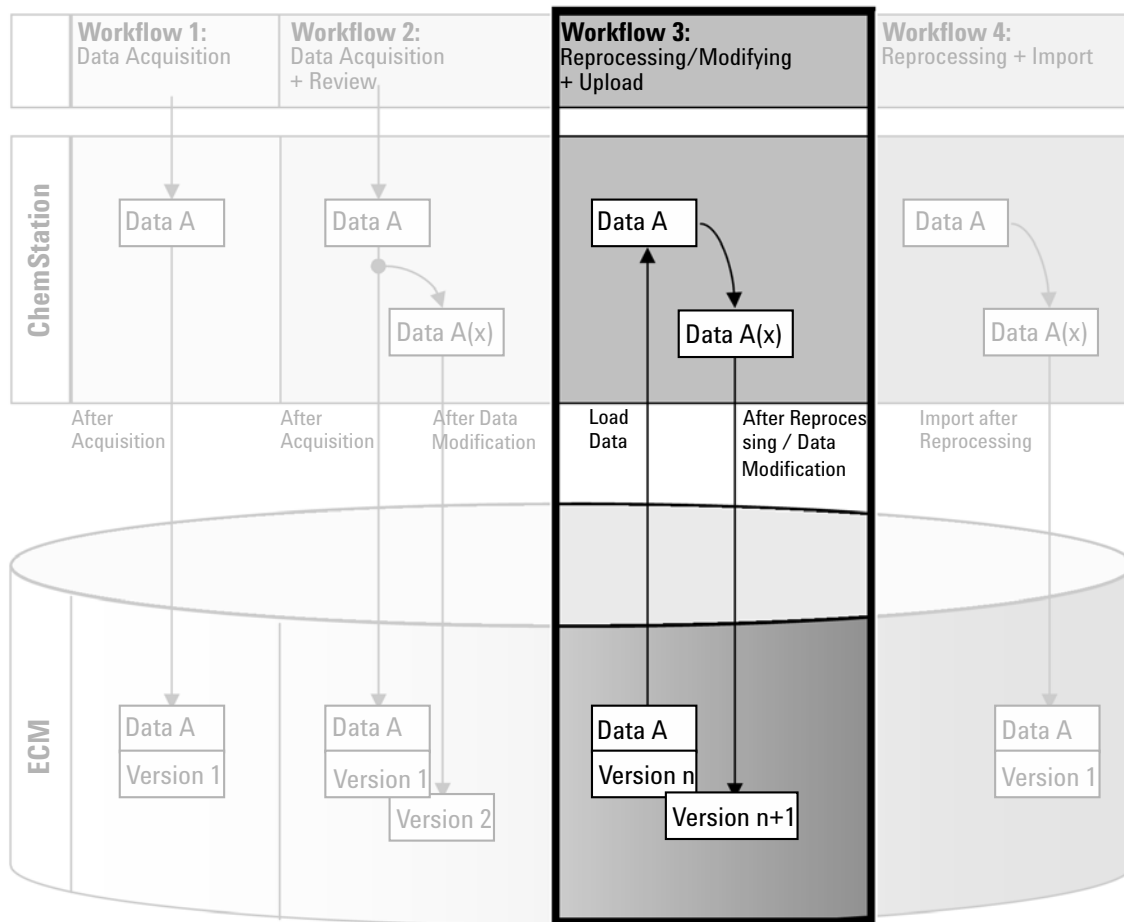 Workflow 1:
Data Acquisition
Workflow 2:
Data Acquisition
+ Review
Workflow 3:
Reprocessing/Modifying
+ Upload
Workflow 4:
Reprocessing + Import
ChemStation
Data A
Data A
Data A(x)
Data A
Data A(x)
Data A
Data A(x)
After
Acquisition
After
Acquisition
After Data
Modification
Load
Data
After Reproces
sing / Data
Modification
Import after
Reprocessing
ECM
Data A
Version 1
Data A
Version 1
Version 2
Data A
Version n
Version n+1
Data A
Version 1